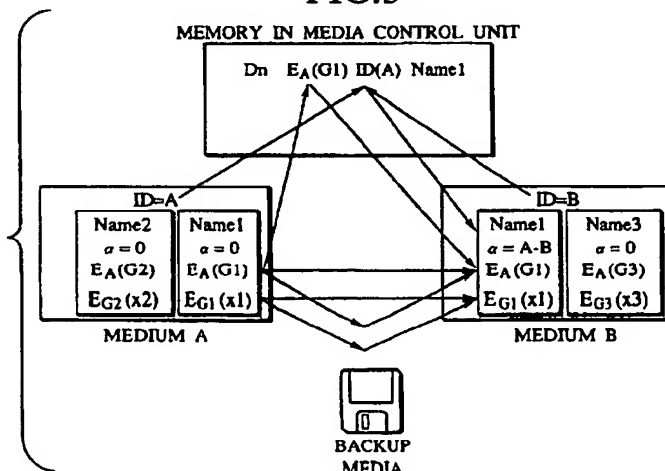 FIG.3
MEMORY IN MEDIA CONTROL UNIT
Dn E_A(G1) ID(A) Name1
ID=A
Name2
α = 0
E_A(G2)
E_G2(x2)
Name1
α = 0
E_A(G1)
E_G1(x1)
MEDIUM A
ID=B
Name1
α = A-B
E_A(G1)
E_G1(x1)
Name3
α = 0
E_A(G3)
E_G3(x3)
MEDIUM B
BACKUP
MEDIA